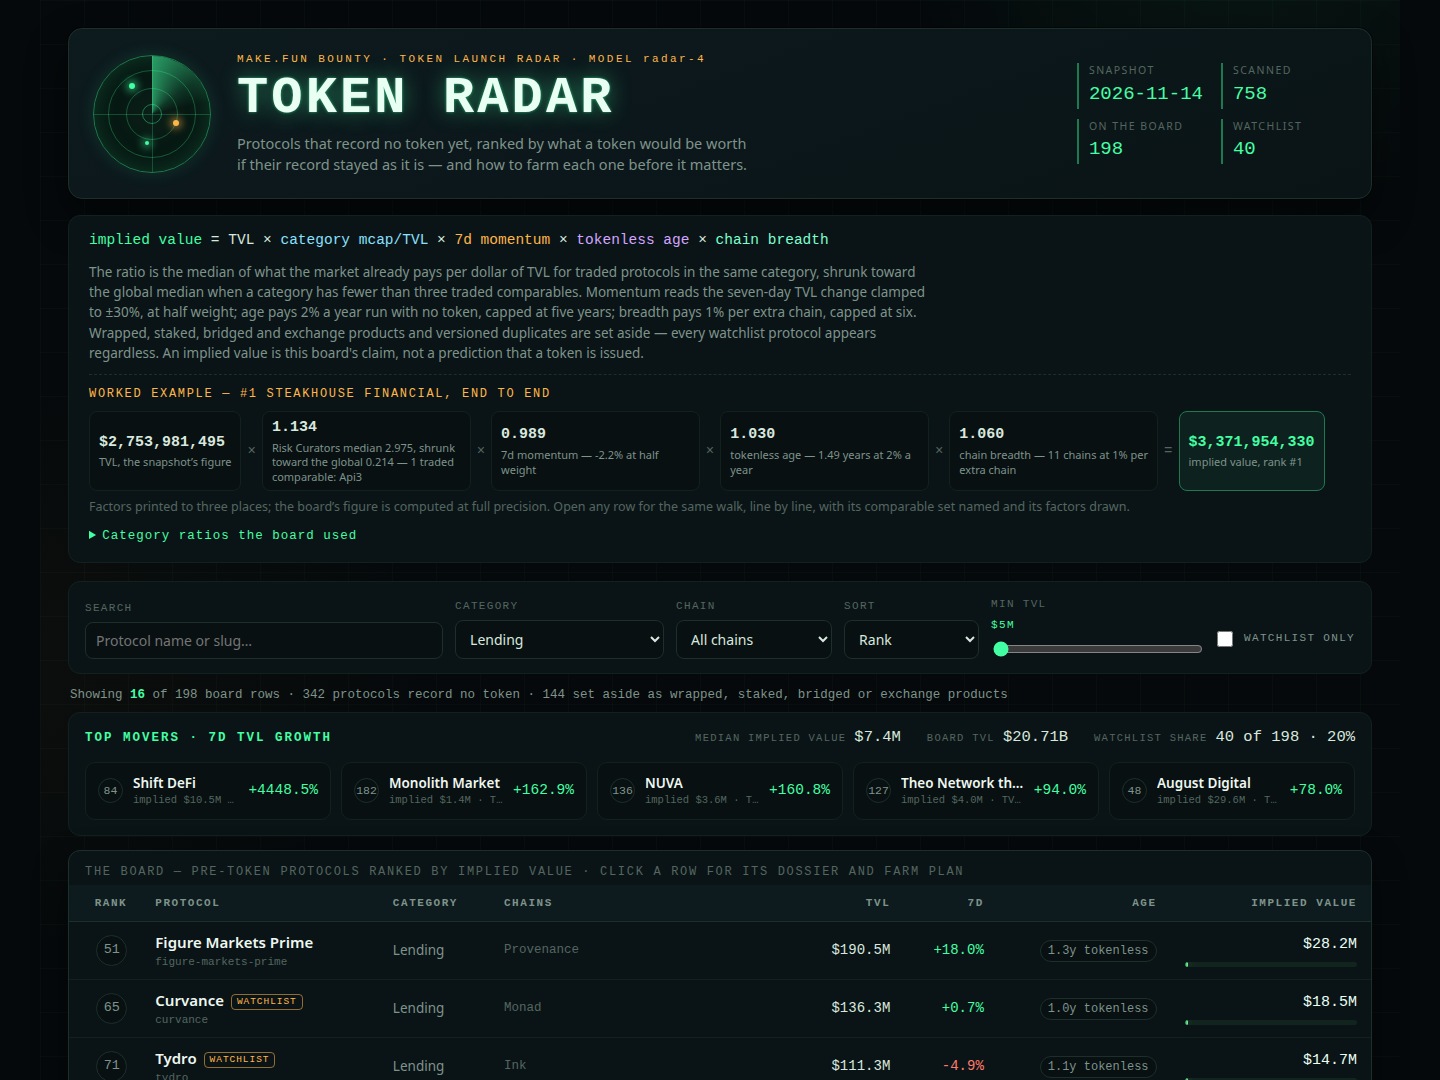 MAKE.FUN BOUNTY · TOKEN LAUNCH RADAR · MODEL radar-4
TOKEN RADAR
Protocols that record no token yet, ranked by what a token would be worth
if their record stayed as it is — and how to farm each one before it matters.
SNAPSHOT
2026-11-14
SCANNED
758
ON THE BOARD
198
WATCHLIST
40
implied value = TVL × category mcap/TVL × 7d momentum × tokenless age × chain breadth
The ratio is the median of what the market already pays per dollar of TVL for traded protocols in the same category, shrunk toward
the global median when a category has fewer than three traded comparables. Momentum reads the seven-day TVL change clamped
to ±30%, at half weight; age pays 2% a year run with no token, capped at five years; breadth pays 1% per extra chain, capped at six.
Wrapped, staked, bridged and exchange products and versioned duplicates are set aside — every watchlist protocol appears
regardless. An implied value is this board's claim, not a prediction that a token is issued.
WORKED EXAMPLE — #1 STEAKHOUSE FINANCIAL, END TO END
$2,753,981,495
TVL, the snapshot's figure
×
1.134
Risk Curators median 2.975, shrunk
toward the global 0.214 — 1 traded
comparable: Api3
×
0.989
7d momentum — -2.2% at half
weight
×
1.030
tokenless age — 1.49 years at 2% a
year
×
1.060
chain breadth — 11 chains at 1% per
extra chain
=
$3,371,954,330
implied value, rank #1
Factors printed to three places; the board's figure is computed at full precision. Open any row for the same walk, line by line, with its comparable set named and its factors drawn.
Category ratios the board used
SEARCH
Protocol name or slug...
CATEGORY
Lending
CHAIN
All chains
SORT
Rank
MIN TVL
$5M
WATCHLIST ONLY
Showing 16 of 198 board rows · 342 protocols record no token · 144 set aside as wrapped, staked, bridged or exchange products
TOP MOVERS · 7D TVL GROWTH
MEDIAN IMPLIED VALUE $7.4M
BOARD TVL $20.71B
WATCHLIST SHARE 40 of 198 · 20%
84
Shift DeFi
implied $10.5M …
+4448.5%
182
Monolith Market
implied $1.4M · T…
+162.9%
136
NUVA
implied $3.6M · T…
+160.8%
127
Theo Network th…
implied $4.0M · TV…
+94.0%
48
August Digital
implied $29.6M · T…
+78.0%
THE BOARD — PRE-TOKEN PROTOCOLS RANKED BY IMPLIED VALUE · CLICK A ROW FOR ITS DOSSIER AND FARM PLAN
RANK PROTOCOL CATEGORY CHAINS TVL 7D AGE IMPLIED VALUE
51 Figure Markets Prime Lending Provenance $190.5M +18.0% 1.3y tokenless $28.2M
figure-markets-prime
65 Curvance WATCHLIST Lending Monad $136.3M +0.7% 1.0y tokenless $18.5M
curvance
71 Tydro WATCHLIST Lending Ink $111.3M -4.9% 1.1y tokenless $14.7M
tydro